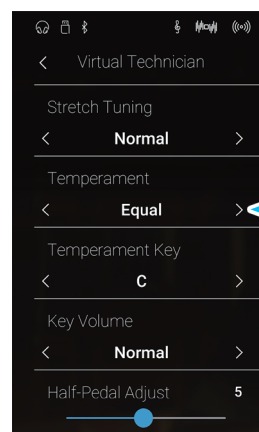 Virtual Technician
Stretch Tuning
Normal
Temperament
Equal
Temperament Key
C
Key Volume
Normal
Half-Pedal Adjust 5